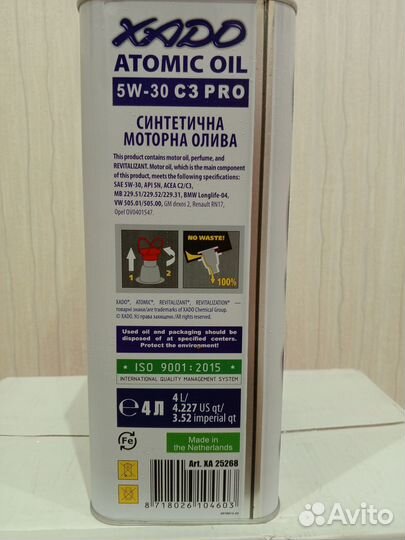 XADO
ATOMIC OIL
5W-30 C3 PRO
СИНТЕТИЧНА
МОТОРНА ОЛИВА
This product contains motor oil, perfume, and
REVITALIZANT. Motor oil, which is the main component
of this product, meets the following specifications:
SAE 5W-30, API SN, ACEA C2/C3,
MB 229.51/229.52/229.31, BMW Longlife-04,
VW 505.01/505.00, GM dexos 2, Renault RN17,
Opel OV0401547.
1 2
NO WASTE!
100%
XADO®, ATOMIC®, REVITALIZANT®, REVITALIZATION® —
товарні знаки/are trademarks of XADO Chemical Group.
© XADO. Усі права захищено./All rights reserved.
Used oil and packaging should be
disposed of at specified centers.
Protect the environment!
ISO 9001:2015
INTERNATIONAL QUALITY MANAGEMENT SYSTEM
℮ 4 Л
4 L/
4.227 US qt/
3.52 imperial qt
Fe
Made in
the Netherlands
Art. XA 25268
8 718026 104603
Avito